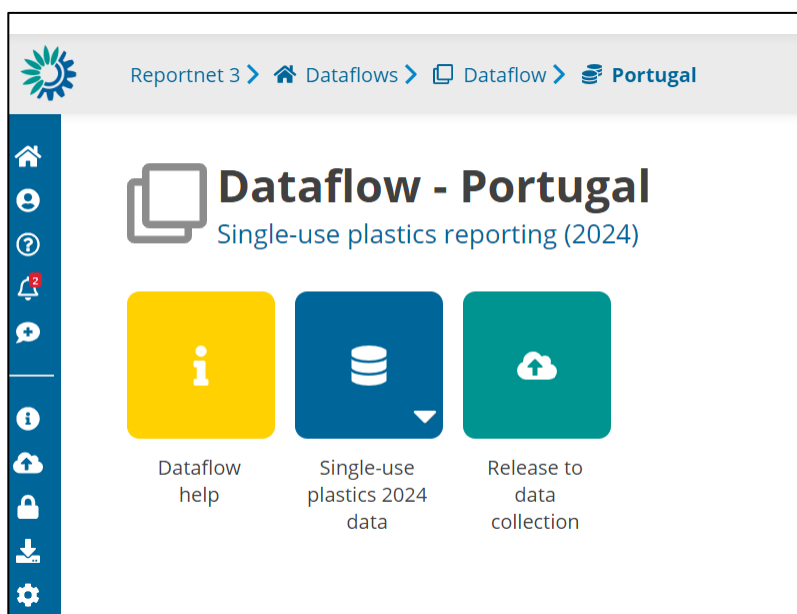 Reportnet 3 Dataflows Dataflow Portugal
Dataflow - Portugal
Single-use plastics reporting (2024)
2
Dataflow
help
Single-use
plastics 2024
data
Release to
data
collection